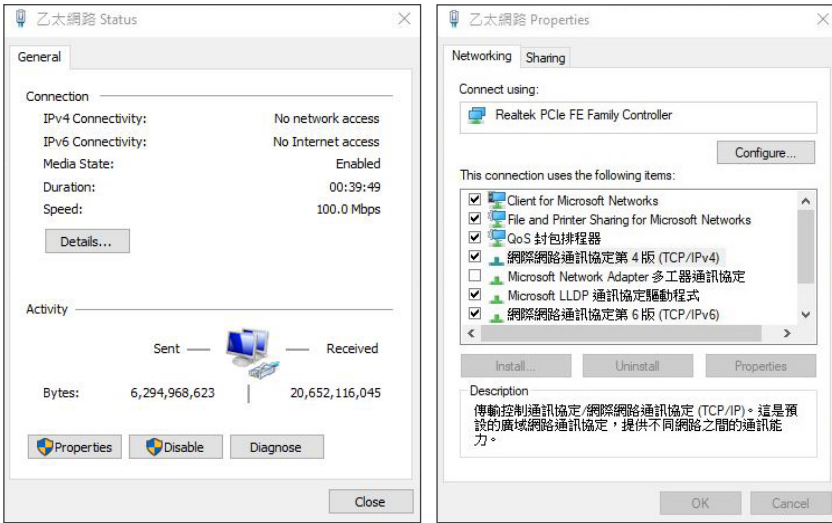 乙太網路 Status
General
Connection
IPv4 Connectivity: No network access
IPv6 Connectivity: No Internet access
Media State: Enabled
Duration: 00:39:49
Speed: 100.0 Mbps
Details...
Activity
Sent Received
Bytes: 6,294,968,623 20,652,116,045
Properties Disable Diagnose
Close
乙太網路 Properties
Networking Sharing
Connect using:
Realtek PCIe FE Family Controller
Configure...
This connection uses the following items:
Client for Microsoft Networks
File and Printer Sharing for Microsoft Networks
QoS 封包排程器
網際網路通訊協定第 4 版 (TCP/IPv4)
Microsoft Network Adapter 多工器通訊協定
Microsoft LLDP 通訊協定驅動程式
網際網路通訊協定第 6 版 (TCP/IPv6)
Install... Uninstall Properties
Description
傳輸控制通訊協定/網際網路通訊協定 (TCP/IP)。這是預
設的廣域網路通訊協定，提供不同網路之間的通訊能
力。
OK Cancel